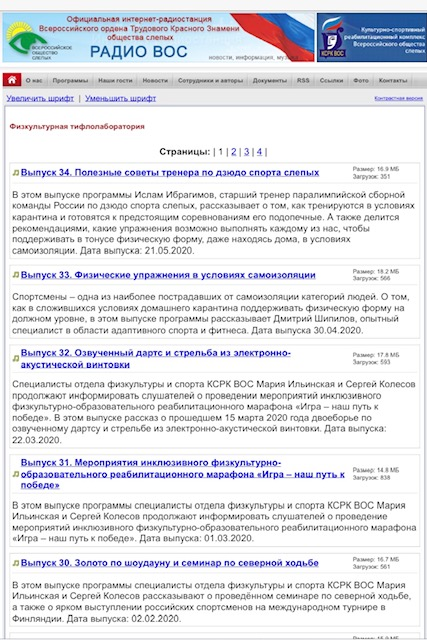 Официальная интернет-радиостанция
Всероссийского ордена Трудового Красного Знамени
общества слепых
РАДИО ВОС
новости, информация, муз
ВСЕРОССИЙСКОЕ
ОБЩЕСТВО
СЛЕПЫХ
КСРК ВОС
Культурно-спортивный
реабилитационный комплекс
Всероссийского общества
слепых
О нас Программы Наши гости Новости Сотрудники и авторы Документы RSS Ссылки Фото Контакты
Увеличить шрифт | Уменьшить шрифт
Контрастная версия
Физкультурная тифлолаборатория
Страницы: | 1 | 2 | 3 | 4 |
Выпуск 34. Полезные советы тренера по дзюдо спорта слепых
Размер: 16.9 МБ
Загрузок: 351
В этом выпуске программы Ислам Ибрагимов, старший тренер паралимпийской сборной
команды России по дзюдо спорта слепых, рассказывает о том, как тренируются в условиях
карантина и готовятся к предстоящим соревнованиям его подопечные. А также делится
рекомендациями, какие упражнения возможно выполнять каждому из нас, чтобы
поддерживать в тонусе физическую форму, даже находясь дома, в условиях
самоизоляции. Дата выпуска: 21.05.2020.
Выпуск 33. Физические упражнения в условиях самоизоляции
Размер: 18.2 МБ
Загрузок: 566
Спортсмены – одна из наиболее пострадавших от самоизоляции категорий людей. О том,
как в сложившихся условиях домашнего карантина поддерживать физическую форму на
должном уровне, в этом выпуске программы рассказывает Дмитрий Шипилов, опытный
специалист в области адаптивного спорта и фитнеса. Дата выпуска 30.04.2020.
Выпуск 32. Озвученный дартс и стрельба из электронно-
акустической винтовки
Размер: 17.8 МБ
Загрузок: 593
Специалисты отдела физкультуры и спорта КСРК ВОС Мария Ильинская и Сергей Колесов
продолжают информировать слушателей о проведении мероприятий инклюзивного
физкультурно-образовательного реабилитационного марафона «Игра – наш путь к
победе». В этом выпуске рассказ о прошедшем 15 марта 2020 года двоеборье по
озвученному дартсу и стрельбе из электронно-акустической винтовки. Дата выпуска:
22.03.2020.
Выпуск 31. Мероприятия инклюзивного физкультурно-
образовательного реабилитационного марафона «Игра – наш путь к
победе»
Размер: 14.8 МБ
Загрузок: 838
В этом выпуске программы специалисты отдела физкультуры и спорта КСРК ВОС Мария
Ильинская и Сергей Колесов продолжают информировать слушателей о проведение
мероприятий инклюзивного физкультурно-образовательного реабилитационного марафона
«Игра – наш путь к победе». Дата выпуска: 01.03.2020.
Выпуск 30. Золото по шоудауну и семинар по северной ходьбе
Размер: 16.7 МБ
Загрузок: 561
В этом выпуске программы специалисты отдела физкультуры и спорта КСРК ВОС Мария
Ильинская и Сергей Колесов рассказывают о проведённом семинаре по северной ходьбе,
а также о ярком выступлении российских спортсменов на международном турнире в
Финляндии. Дата выпуска: 02.02.2020.